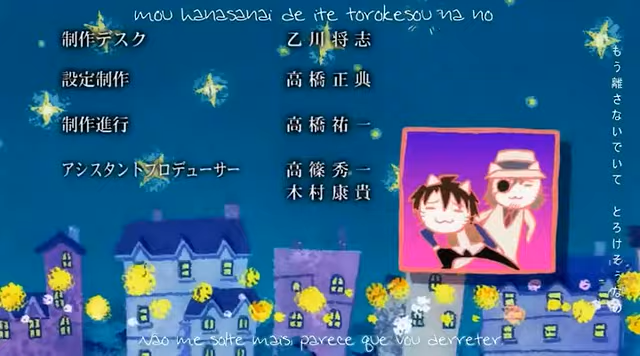 mou hanasanai de ite torokesou na no
制作デスク 乙川将志
設定制作 高橋正典
制作進行 高橋祐一
アシスタントプロデューサー 高篠秀一
木村康貴
もう離さないでいて とろけそうなの
Não me solte mais parece que vou derreter